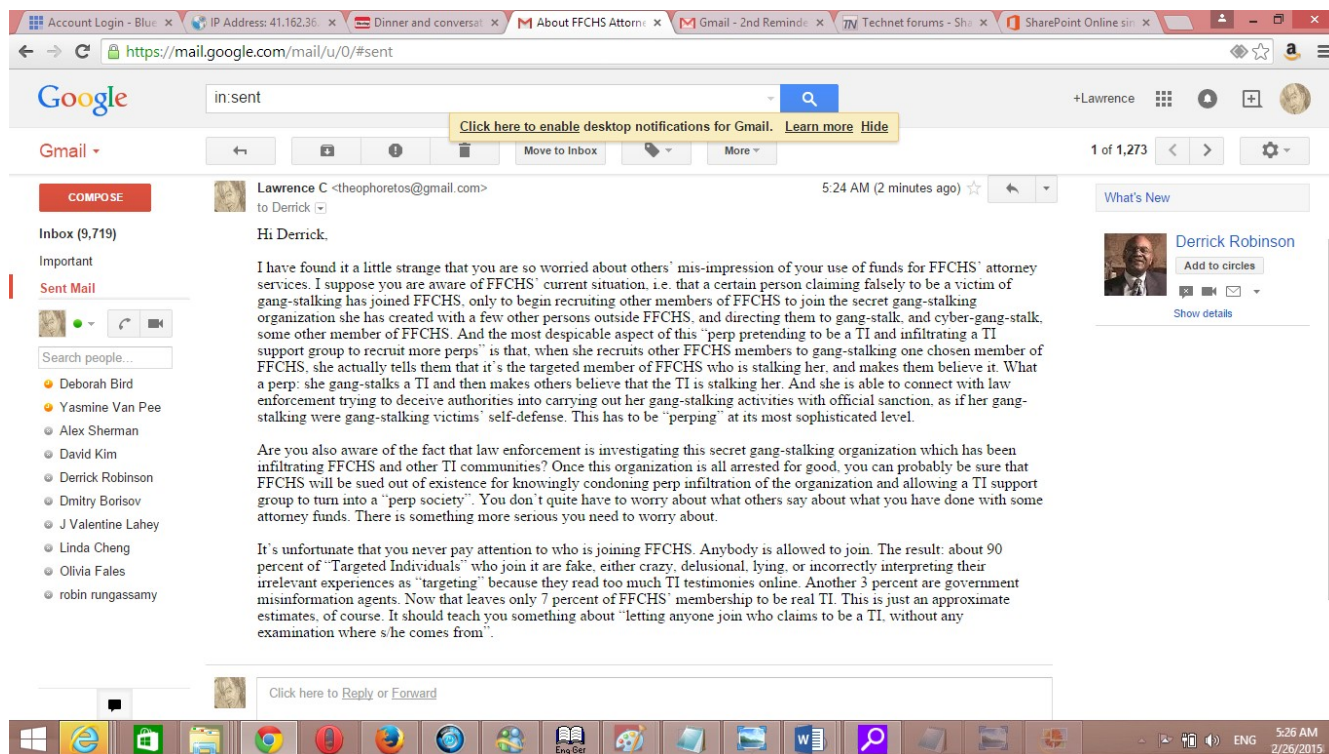 Account Login - Blue
IP Address: 41.162.36.
Dinner and conversat
About FFCHS Attorne
Gmail - 2nd Reminde
Technet forums - Sha
SharePoint Online sin
https://mail.google.com/mail/u/0/#sent
Google
in:sent
+Lawrence
Click here to enable desktop notifications for Gmail. Learn more Hide
Gmail
Move to Inbox
More
1 of 1,273
COMPOSE
Inbox (9,719)
Important
Sent Mail
Search people...
Deborah Bird
Yasmine Van Pee
Alex Sherman
David Kim
Derrick Robinson
Dmitry Borisov
J Valentine Lahey
Linda Cheng
Olivia Fales
robin rungassamy
Lawrence C <theophoretos@gmail.com>
5:24 AM (2 minutes ago)
to Derrick
Hi Derrick,
I have found it a little strange that you are so worried about others` mis-impression of your use of funds for FFCHS` attorney
services. I suppose you are aware of FFCHS` current situation, i.e. that a certain person claiming falsely to be a victim of
gang-stalking has joined FFCHS, only to begin recruiting other members of FFCHS to join the secret gang-stalking
organization she has created with a few other persons outside FFCHS, and directing them to gang-stalk, and cyber-gang-stalk,
some other member of FFCHS. And the most despicable aspect of this “perp pretending to be a TI and infiltrating a TI
support group to recruit more perps” is that, when she recruits other FFCHS members to gang-stalking one chosen member of
FFCHS, she actually tells them that it`s the targeted member of FFCHS who is stalking her, and makes them believe it. What
a perp: she gang-stalks a TI and then makes others believe that the TI is stalking her. And she is able to connect with law
enforcement trying to deceive authorities into carrying out her gang-stalking activities with official sanction, as if her gang-
stalking were gang-stalking victims` self-defense. This has to be “perping” at its most sophisticated level.
Are you also aware of the fact that law enforcement is investigating this secret gang-stalking organization which has been
infiltrating FFCHS and other TI communities? Once this organization is all arrested for good, you can probably be sure that
FFCHS will be sued out of existence for knowingly condoning perp infiltration of the organization and allowing a TI support
group to turn into a “perp society”. You don`t quite have to worry about what others say about what you have done with some
attorney funds. There is something more serious you need to worry about.
It`s unfortunate that you never pay attention to who is joining FFCHS. Anybody is allowed to join. The result: about 90
percent of “Targeted Individuals” who join it are fake, either crazy, delusional, lying, or incorrectly interpreting their
irrelevant experiences as “targeting” because they read too much TI testimonies online. Another 3 percent are government
misinformation agents. Now that leaves only 7 percent of FFCHS` membership to be real TI. This is just an approximate
estimates, of course. It should teach you something about “letting anyone join who claims to be a TI, without any
examination where s/he comes from”.
Click here to Reply or Forward
What's New
Derrick Robinson
Add to circles
Show details
Eng-Ger
ENG
5:26 AM
2/26/2015